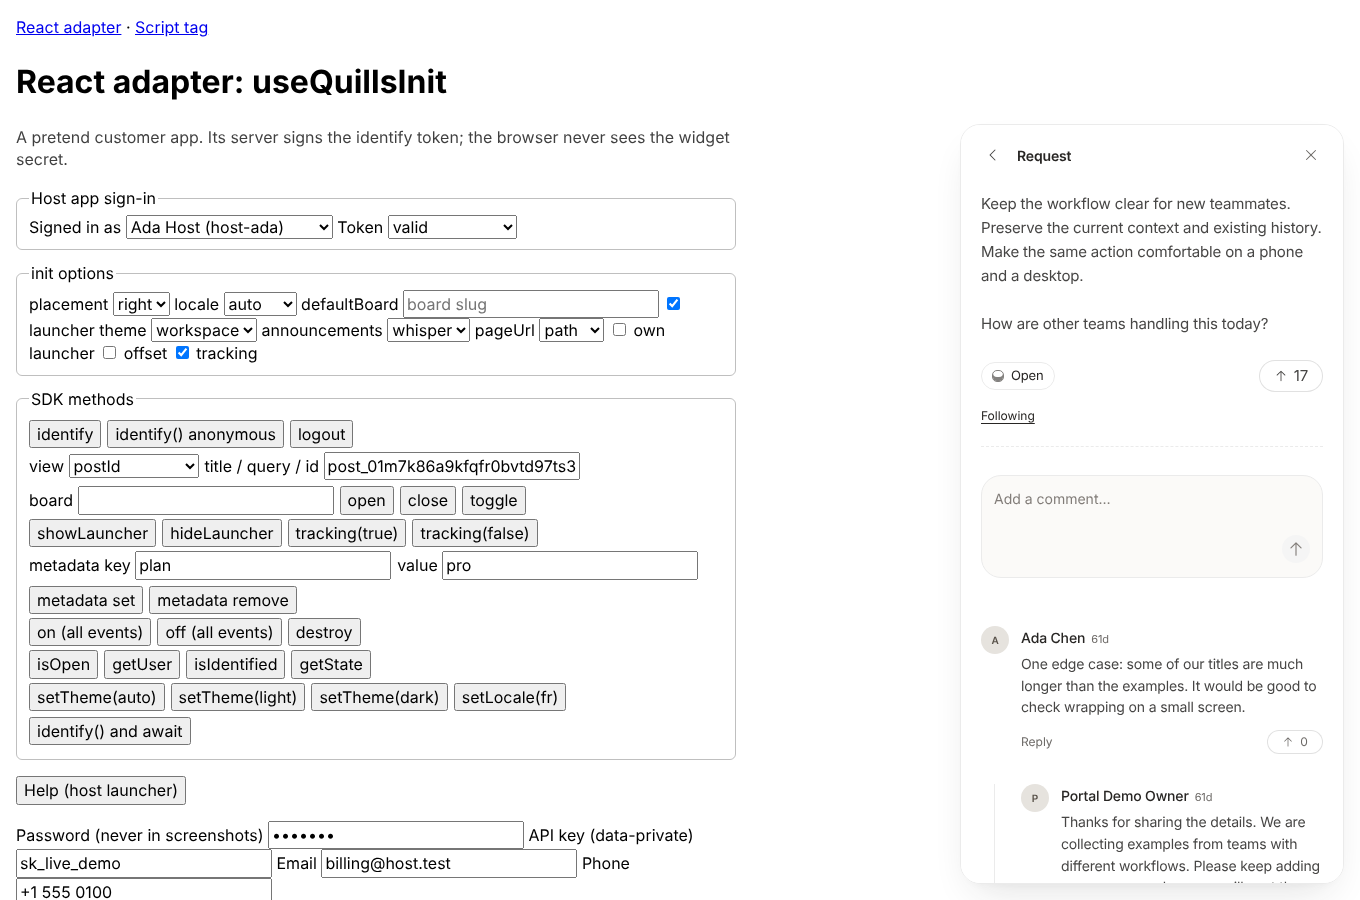 React adapter · Script tag
React adapter: useQuillsInit
A pretend customer app. Its server signs the identify token; the browser never sees the widget
secret.
Host app sign-in
Signed in as Ada Host (host-ada) Token valid
init options
placement right locale auto defaultBoard board slug
launcher theme workspace announcements whisper pageUrl path own
launcher offset tracking
SDK methods
identify identify() anonymous logout
view postId title / query / id post_01m7k86a9kfqfr0bvtd97ts3
board open close toggle
showLauncher hideLauncher tracking(true) tracking(false)
metadata key plan value pro
metadata set metadata remove
on (all events) off (all events) destroy
isOpen getUser isIdentified getState
setTheme(auto) setTheme(light) setTheme(dark) setLocale(fr)
identify() and await
Help (host launcher)
Password (never in screenshots) ••••••• API key (data-private)
sk_live_demo Email billing@host.test Phone
+1 555 0100
Request
Keep the workflow clear for new teammates.
Preserve the current context and existing history.
Make the same action comfortable on a phone
and a desktop.
How are other teams handling this today?
Open 17
Following
Add a comment...
A Ada Chen 61d
One edge case: some of our titles are much
longer than the examples. It would be good to
check wrapping on a small screen.
Reply 0
P Portal Demo Owner 61d
Thanks for sharing the details. We are
collecting examples from teams with
different workflows. Please keep adding